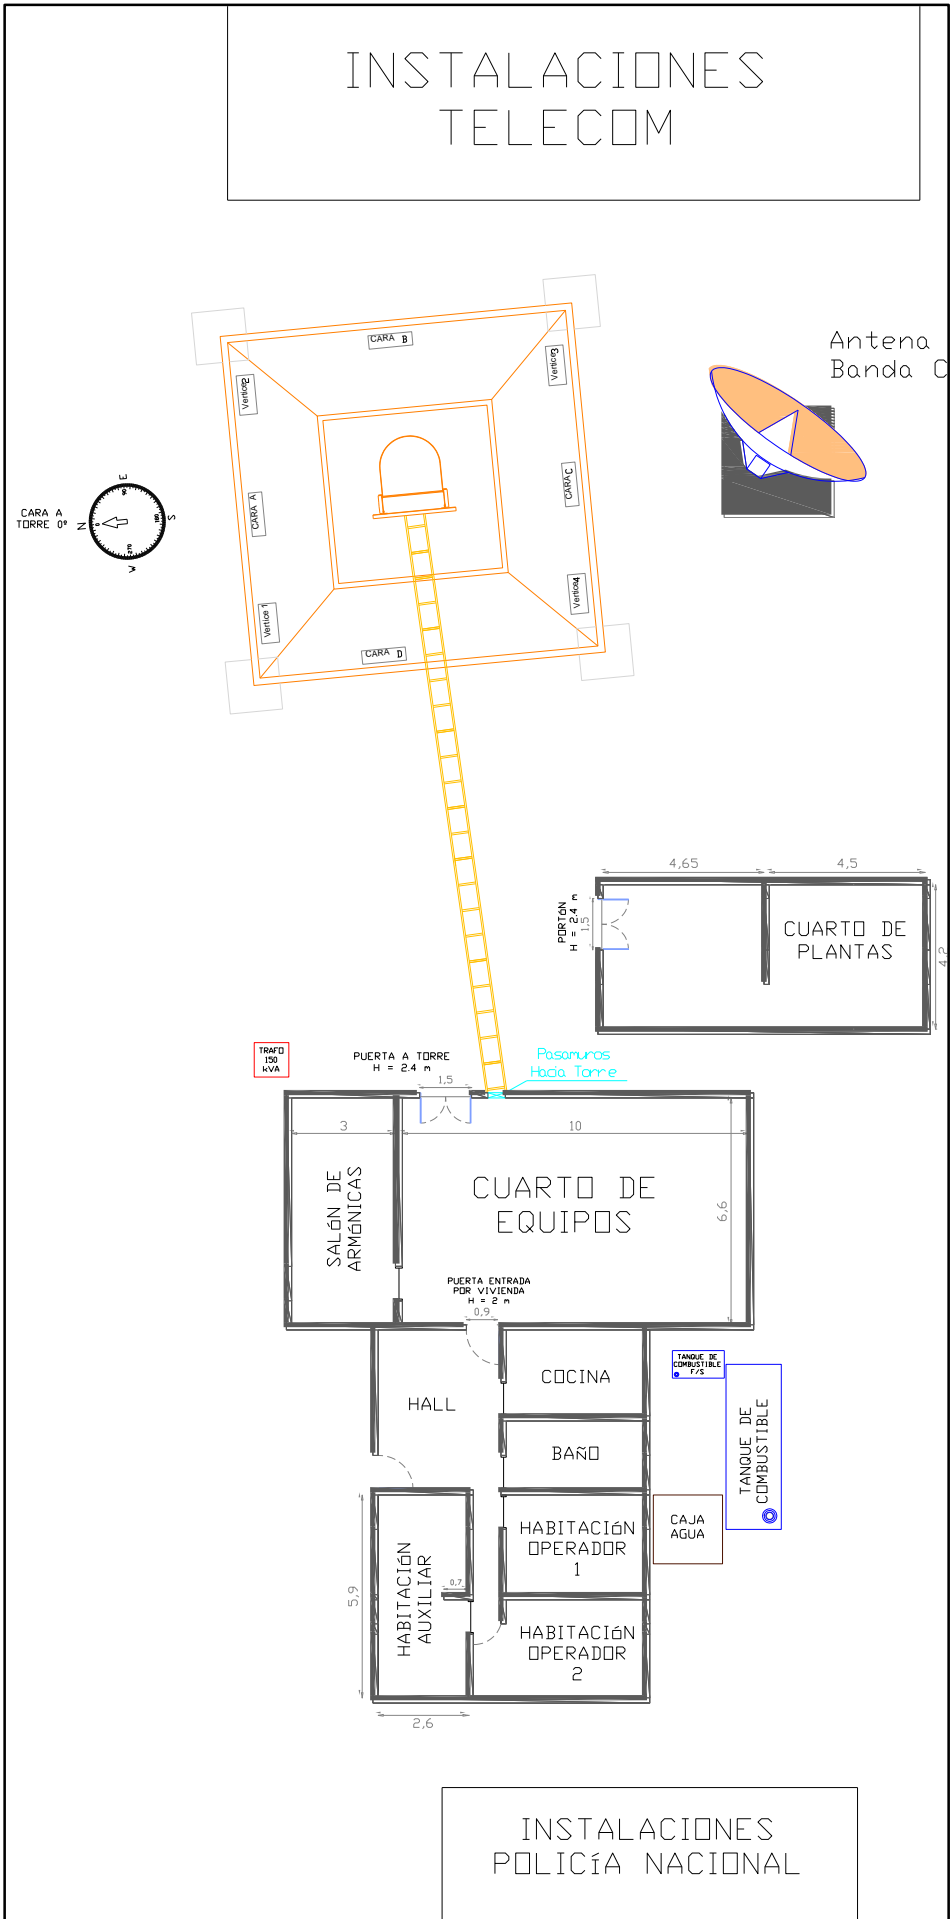 INSTALACIONES
TELECOM
Antena
Banda C
CARA B
Vertice2
Vertice3
CARA A
CARA C
Vertice 1
Vertice4
CARA D
CARA A
TORRE 0°
N
E
S
W
0
90
180
270
4,65
4,5
PORTÓN
H = 2.4 m
1,5
CUARTO DE
PLANTAS
4,2
TRAFO
150
kVA
PUERTA A TORRE
H = 2.4 m
1,5
Pasamuros
Hacia Torre
3
10
SALÓN DE
ARMÓNICAS
CUARTO DE
EQUIPOS
6,6
PUERTA ENTRADA
POR VIVIENDA
H = 2 m
0,9
HALL
COCINA
BAÑO
TANQUE DE
COMBUSTIBLE
F/S
TANQUE DE
COMBUSTIBLE
CAJA
AGUA
HABITACIÓN
OPERADOR
1
HABITACIÓN
AUXILIAR
0,7
5,9
HABITACIÓN
OPERADOR
2
2,6
INSTALACIONES
POLICÍA NACIONAL